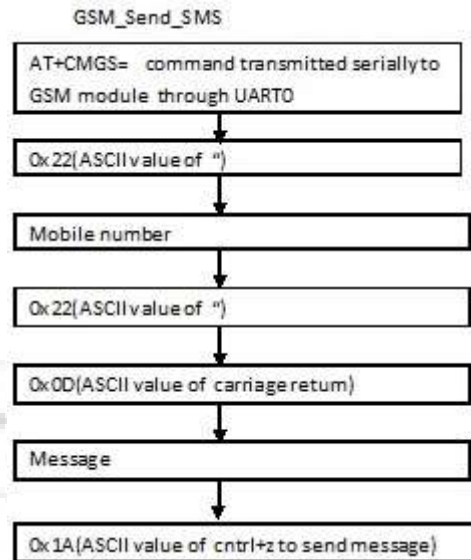 GSM_Send_SMS
AT+CMGS= command transmitted serially to
GSM module through UART0
0x22(ASCII value of ")
Mobile number
0x22(ASCII value of ")
0x0D(ASCII value of carriage return)
Message
0x1A(ASCII value of cntrl+z to send message)